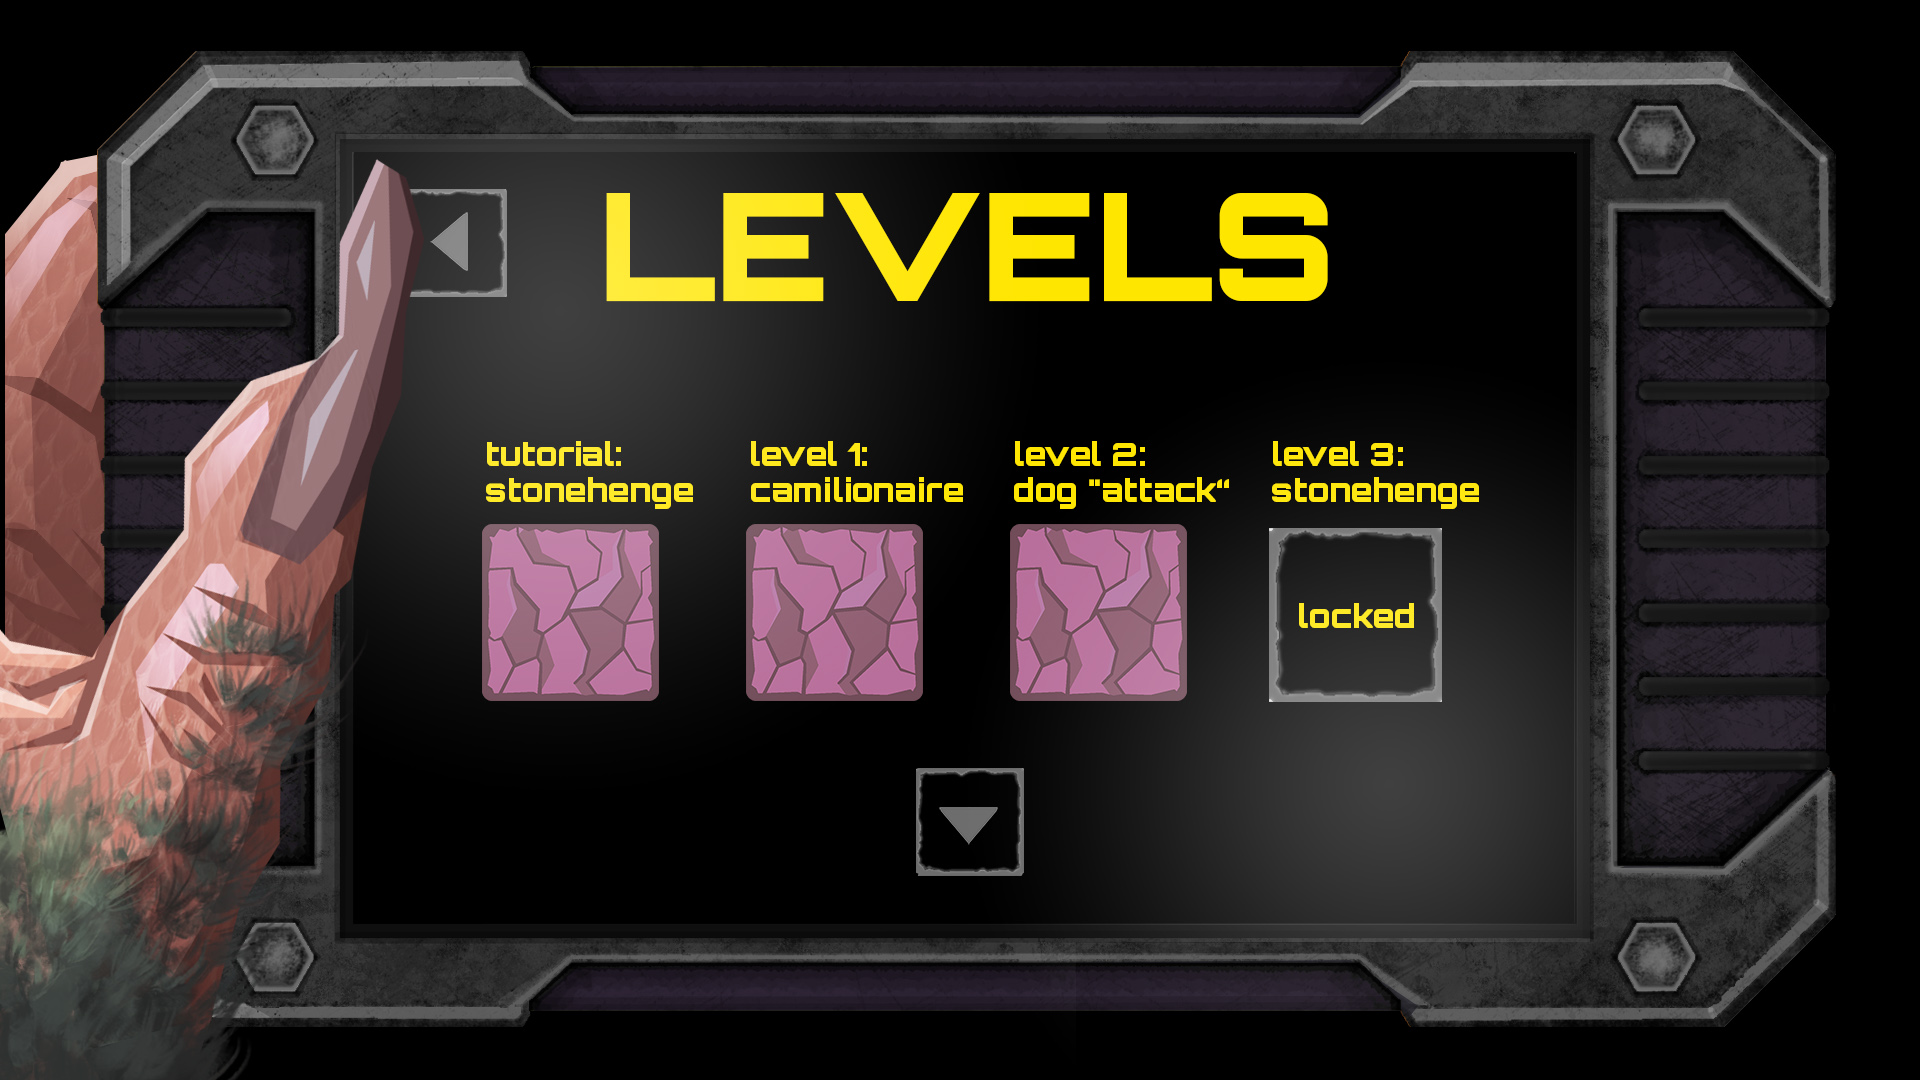 LEVELS
tutorial:
stonehenge
level 1:
camilionaire
level 2:
dog "attack“
level 3:
stonehenge
locked